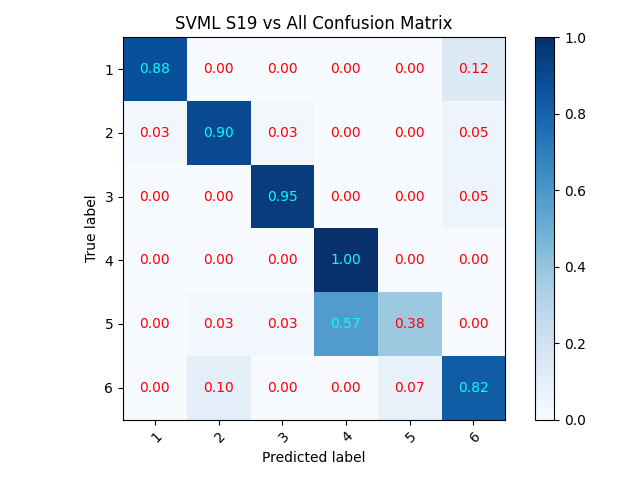 SVML S19 vs All Confusion Matrix
1 0.88 0.00 0.00 0.00 0.00 0.12
2 0.03 0.90 0.03 0.00 0.00 0.05
3 0.00 0.00 0.95 0.00 0.00 0.05
4 0.00 0.00 0.00 1.00 0.00 0.00
5 0.00 0.03 0.03 0.57 0.38 0.00
6 0.00 0.10 0.00 0.00 0.07 0.82
True label
1 2 3 4 5 6
Predicted label
1.0
0.8
0.6
0.4
0.2
0.0